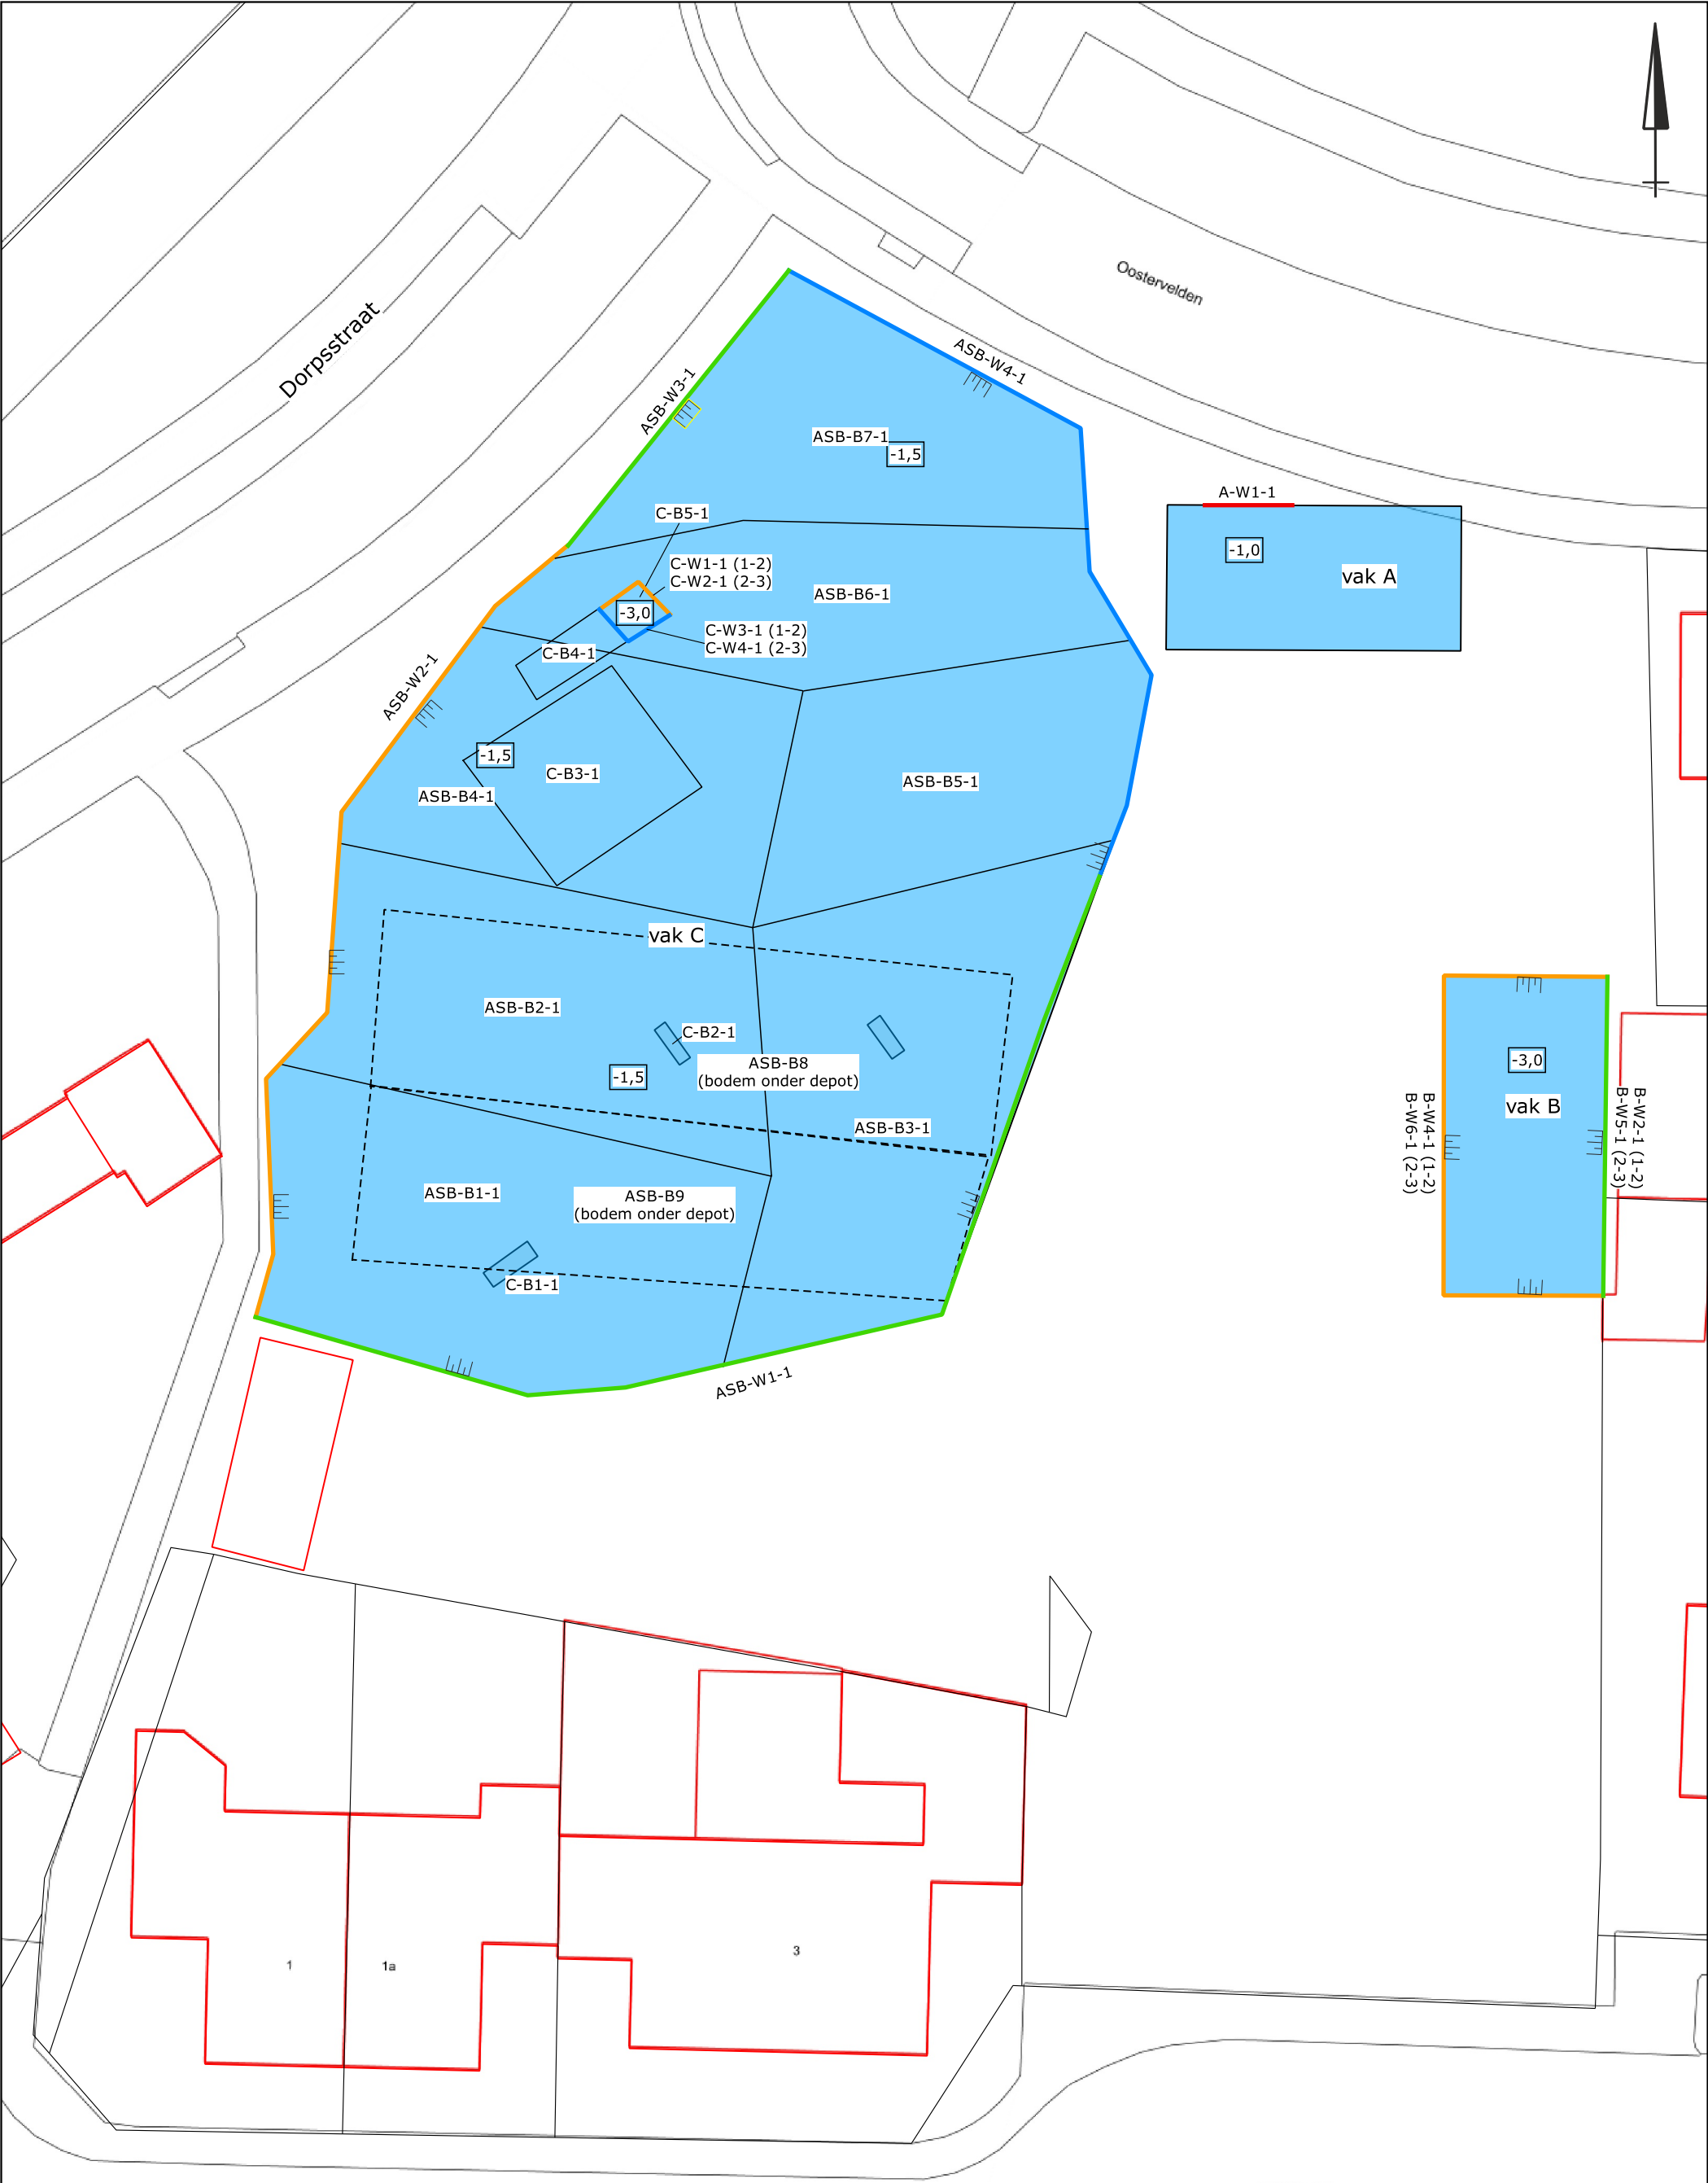 Oostervelden
Dorpsstraat
ASB-W4-1
ASB-W3-1
ASB-B7-1
-1,5
A-W1-1
C-B5-1
-1,0
C-W1-1 (1-2)
C-W2-1 (2-3)
vak A
ASB-B6-1
-3,0
C-W3-1 (1-2)
C-W4-1 (2-3)
C-B4-1
ASB-W2-1
-1,5
C-B3-1
ASB-B5-1
ASB-B4-1
vak C
ASB-B2-1
C-B2-1
ASB-B8
(bodem onder depot)
-1,5
-3,0
vak B
ASB-B3-1
B-W4-1 (1-2)
B-W6-1 (2-3)
B-W2-1 (1-2)
B-W5-1 (2-3)
ASB-B1-1
ASB-B9
(bodem onder depot)
C-B1-1
ASB-W1-1
1
1a
3